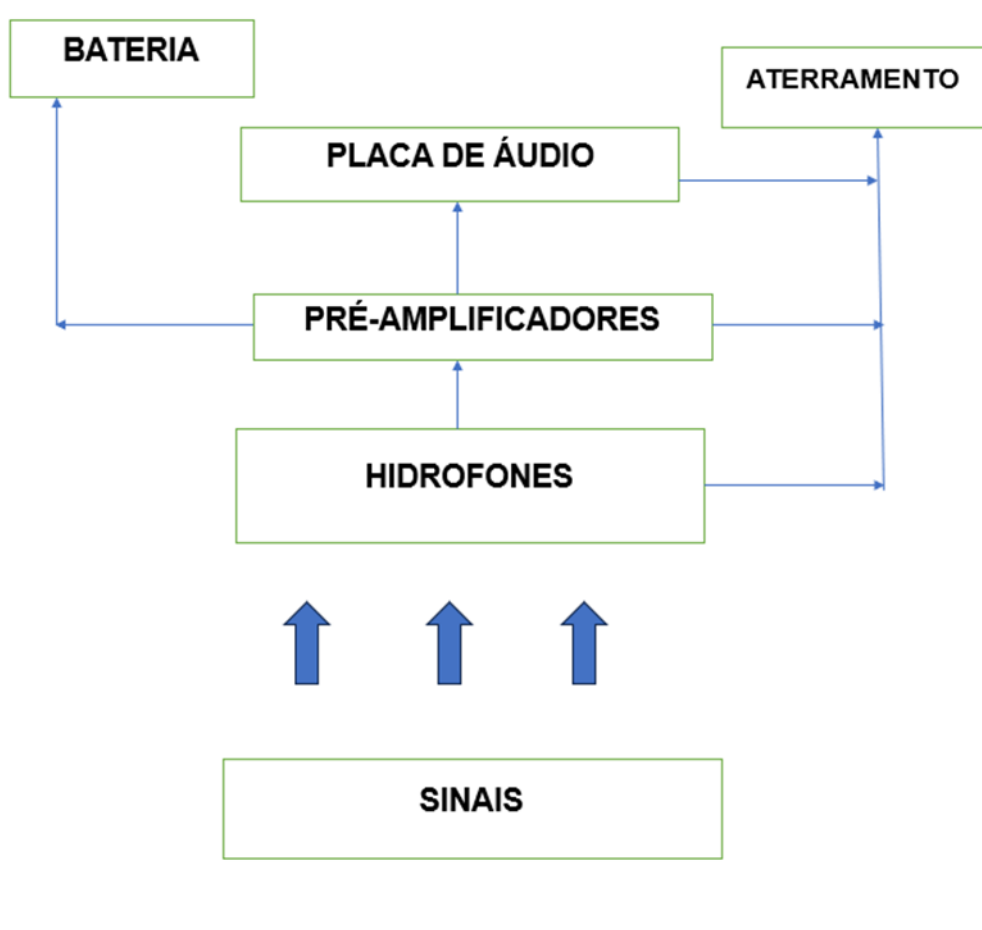 BATERIA
ATERRAMENTO
PLACA DE ÁUDIO
PRÉ-AMPLIFICADORES
HIDROFONES
SINAIS